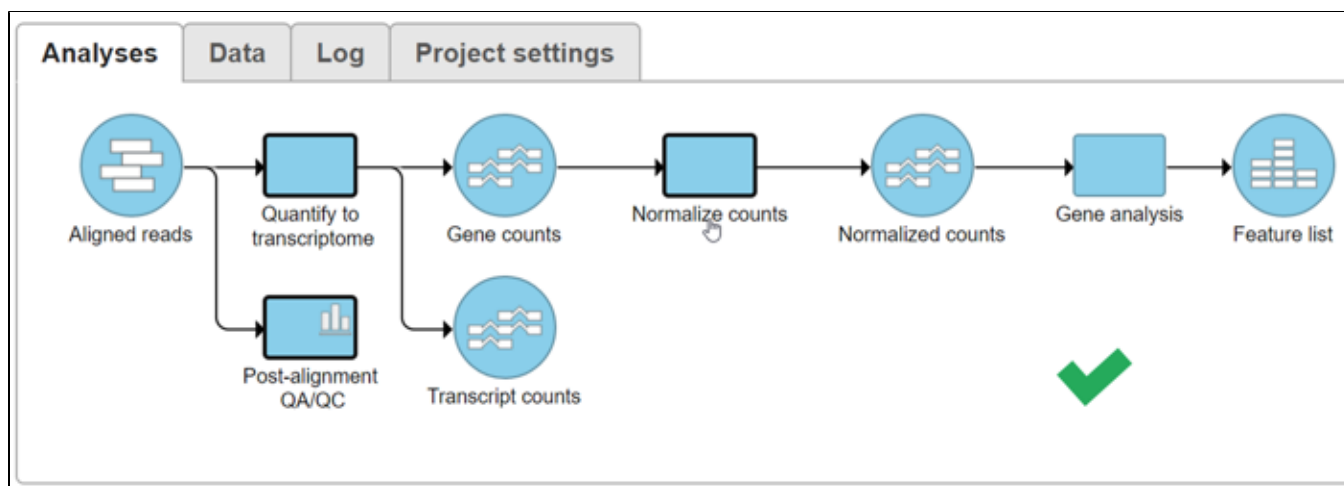 Analyses
Data
Log
Project settings
Aligned reads
Quantify to
transcriptome
Gene counts
Normalize counts
Normalized counts
Gene analysis
Feature list
Post-alignment
QA/QC
Transcript counts